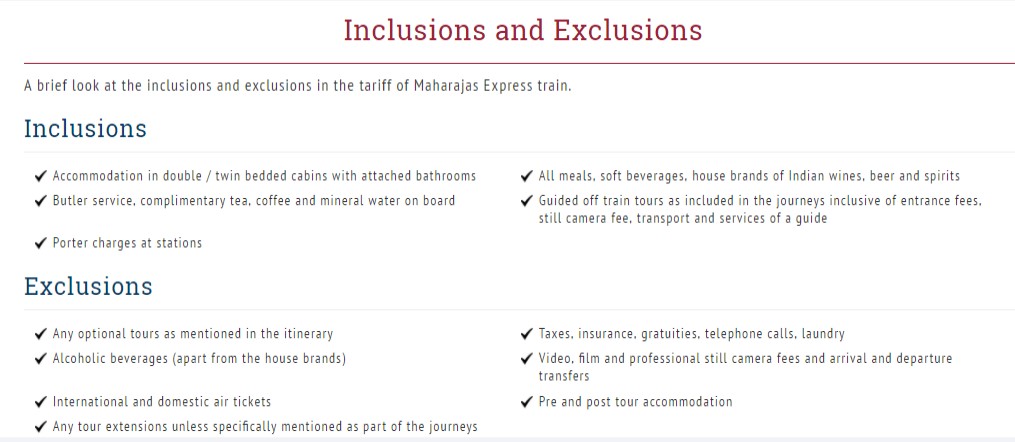 Inclusions and Exclusions
A brief look at the inclusions and exclusions in the tariff of Maharajas Express train.
Inclusions
Accommodation in double / twin bedded cabins with attached bathrooms
All meals, soft beverages, house brands of Indian wines, beer and spirits
Butler service, complimentary tea, coffee and mineral water on board
Guided off train tours as included in the journeys inclusive of entrance fees,
still camera fee, transport and services of a guide
Porter charges at stations
Exclusions
Any optional tours as mentioned in the itinerary
Taxes, insurance, gratuities, telephone calls, laundry
Alcoholic beverages (apart from the house brands)
Video, film and professional still camera fees and arrival and departure
transfers
International and domestic air tickets
Pre and post tour accommodation
Any tour extensions unless specifically mentioned as part of the journeys